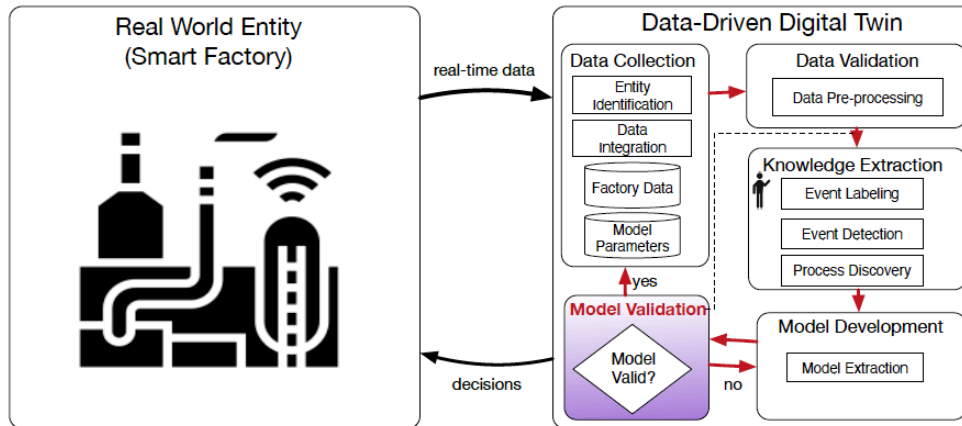 Real World Entity
(Smart Factory)
real-time data
decisions
Data-Driven Digital Twin
Data Collection
Entity
Identification
Data
Integration
Factory Data
Model
Parameters
Data Validation
Data Pre-processing
Knowledge Extraction
Event Labeling
Event Detection
Process Discovery
Model Development
Model Extraction
yes
Model Validation
Model
Valid?
no